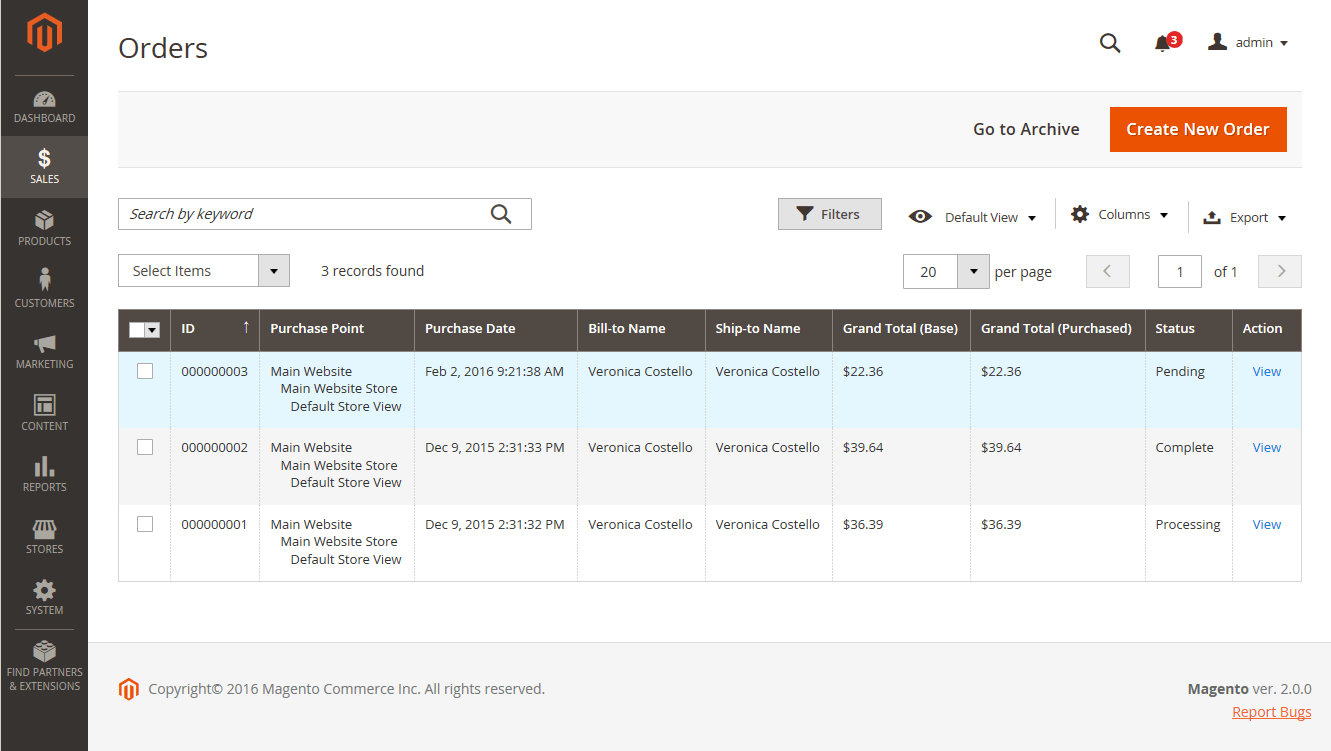 Orders
3
admin
DASHBOARD
SALES
PRODUCTS
CUSTOMERS
MARKETING
CONTENT
REPORTS
STORES
SYSTEM
FIND PARTNERS
& EXTENSIONS
Go to Archive Create New Order
Search by keyword Filters Default View Columns Export
Select Items 3 records found 20 per page 1 of 1
ID ↑ Purchase Point Purchase Date Bill-to Name Ship-to Name Grand Total (Base) Grand Total (Purchased) Status Action
000000003 Main Website Feb 2, 2016 9:21:38 AM Veronica Costello Veronica Costello $22.36 $22.36 Pending View
Main Website Store
Default Store View
000000002 Main Website Dec 9, 2015 2:31:33 PM Veronica Costello Veronica Costello $39.64 $39.64 Complete View
Main Website Store
Default Store View
000000001 Main Website Dec 9, 2015 2:31:32 PM Veronica Costello Veronica Costello $36.39 $36.39 Processing View
Main Website Store
Default Store View
Copyright© 2016 Magento Commerce Inc. All rights reserved. Magento ver. 2.0.0
Report Bugs